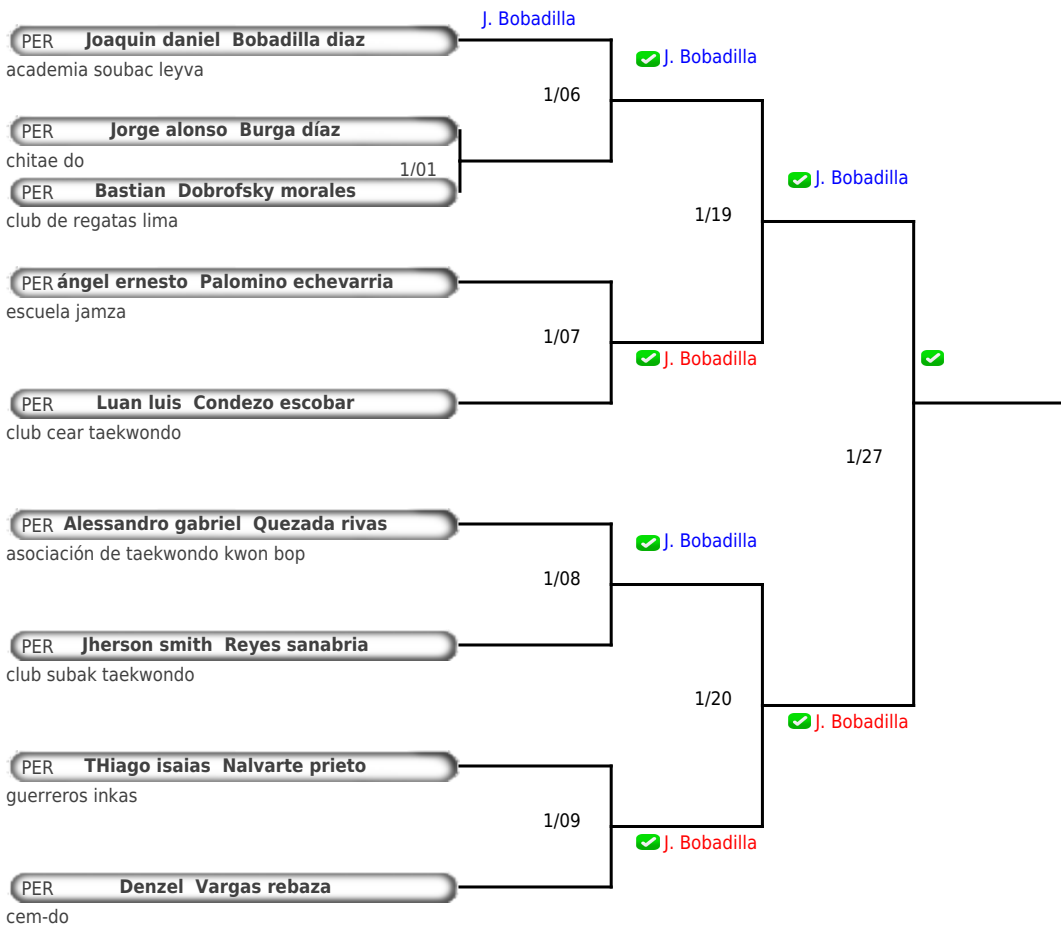 J. Bobadilla
PER Joaquin daniel Bobadilla diaz
academia soubac leyva
J. Bobadilla
1/06
PER Jorge alonso Burga díaz
chitae do
1/01
PER Bastian Dobrofsky morales
club de regatas lima
J. Bobadilla
1/19
PER ángel ernesto Palomino echevarria
escuela jamza
1/07
J. Bobadilla
PER Luan luis Condezo escobar
club cear taekwondo
1/27
PER Alessandro gabriel Quezada rivas
asociación de taekwondo kwon bop
J. Bobadilla
1/08
PER Jherson smith Reyes sanabria
club subak taekwondo
1/20
J. Bobadilla
PER THiago isaias Nalvarte prieto
guerreros inkas
1/09
J. Bobadilla
PER Denzel Vargas rebaza
cem-do